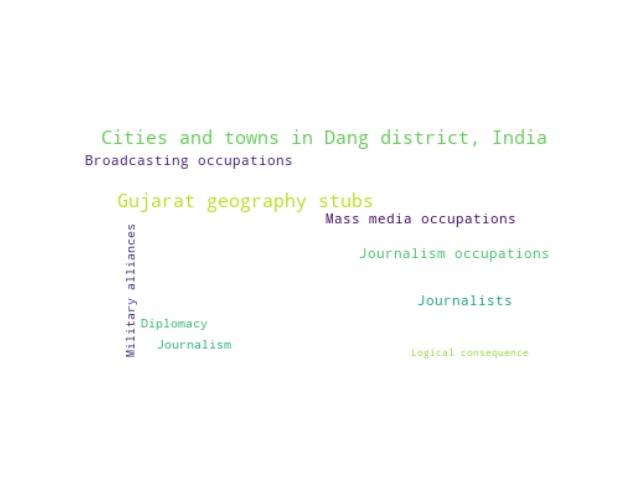 Cities and towns in Dang district, India
Broadcasting occupations
Gujarat geography stubs
Mass media occupations
Military alliances
Journalism occupations
Journalists
Diplomacy
Journalism
Logical consequence